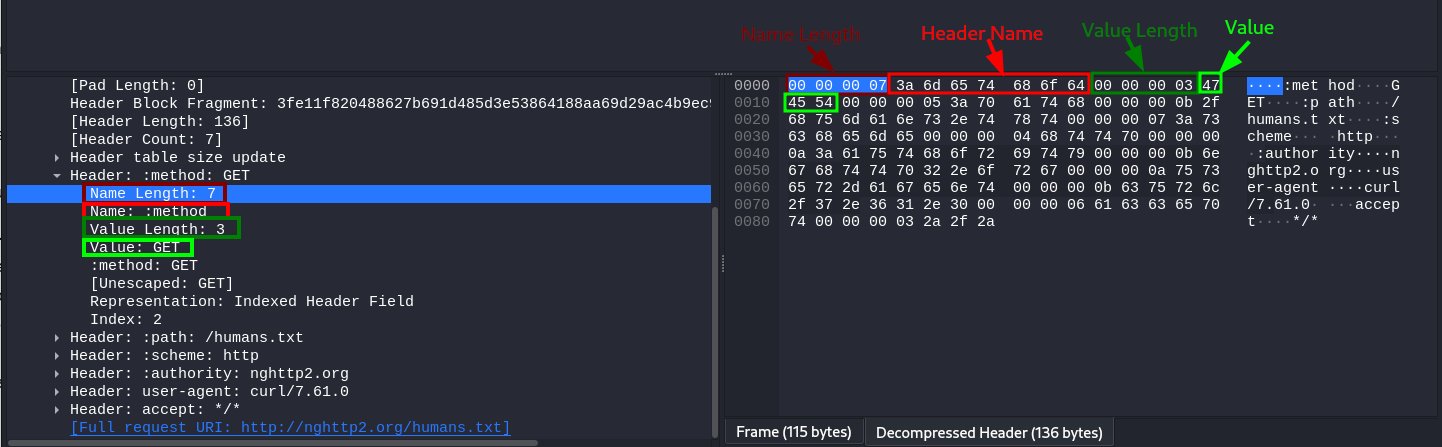 Name Length
Header Name
Value Length
Value
[Pad Length: 0]
Header Block Fragment: 3fe11f820488627b691d485d3e53864188aa69d29ac4b9ec9
[Header Length: 136]
[Header Count: 7]
Header table size update
Header: :method: GET
Name Length: 7
Name: :method
Value Length: 3
Value: GET
:method: GET
[Unescaped: GET]
Representation: Indexed Header Field
Index: 2
Header: :path: /humans.txt
Header: :scheme: http
Header: :authority: nghttp2.org
Header: user-agent: curl/7.61.0
Header: accept: */*
[Full request URI: http://nghttp2.org/humans.txt]
0000 00 00 00 07 3a 6d 65 74 68 6f 64 00 00 00 03 47 ····:met hod····G
0010 45 54 00 00 00 05 3a 70 61 74 68 00 00 00 0b 2f ET····:p ath····/
0020 68 75 6d 61 6e 73 2e 74 78 74 00 00 00 07 3a 73 humans.t xt····:s
0030 63 68 65 6d 65 00 00 00 04 68 74 74 70 00 00 00 cheme··· ·http···
0040 0a 3a 61 75 74 68 6f 72 69 74 79 00 00 00 0b 6e ·:author ity····n
0050 67 68 74 74 70 32 2e 6f 72 67 00 00 00 0a 75 73 ghttp2.o rg····us
0060 65 72 2d 61 67 65 6e 74 00 00 00 0b 63 75 72 6c er-agent ····curl
0070 2f 37 2e 36 31 2e 30 00 00 00 06 61 63 63 65 70 /7.61.0· ···accep
0080 74 00 00 00 03 2a 2f 2a t····*/*
Frame (115 bytes)
Decompressed Header (136 bytes)